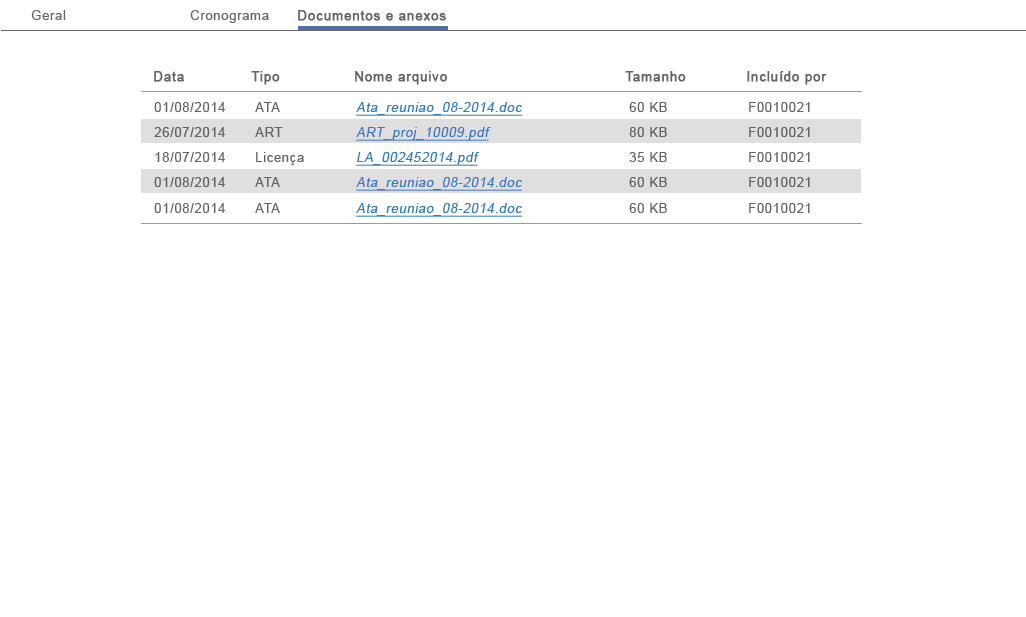 Geral Cronograma Documentos e anexos
Data Tipo Nome arquivo Tamanho Incluído por
01/08/2014 ATA Ata_reuniao_08-2014.doc 60 KB F0010021
26/07/2014 ART ART_proj_10009.pdf 80 KB F0010021
18/07/2014 Licença LA_002452014.pdf 35 KB F0010021
01/08/2014 ATA Ata_reuniao_08-2014.doc 60 KB F0010021
01/08/2014 ATA Ata_reuniao_08-2014.doc 60 KB F0010021